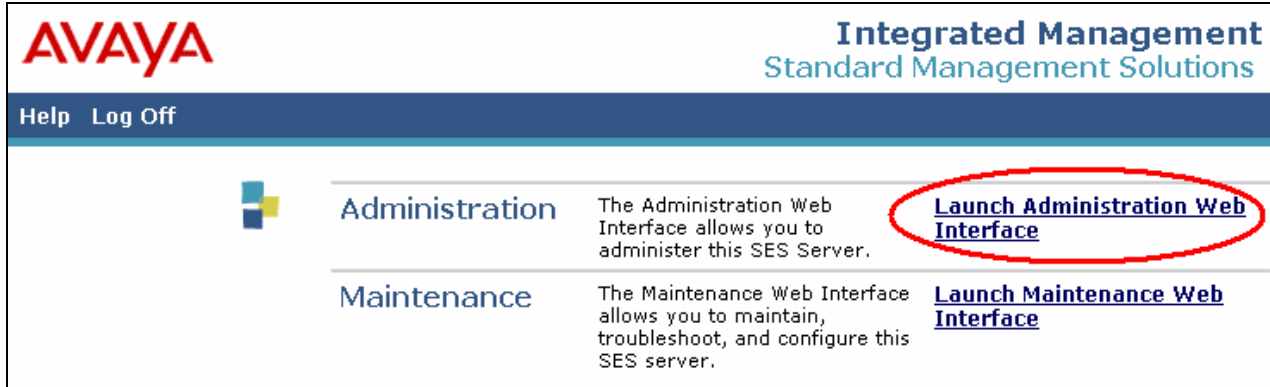 AVAYA
Integrated Management
Standard Management Solutions
Help Log Off
Administration
The Administration Web
Interface allows you to
administer this SES Server.
Launch Administration Web
Interface
Maintenance
The Maintenance Web Interface
allows you to maintain,
troubleshoot, and configure this
SES server.
Launch Maintenance Web
Interface